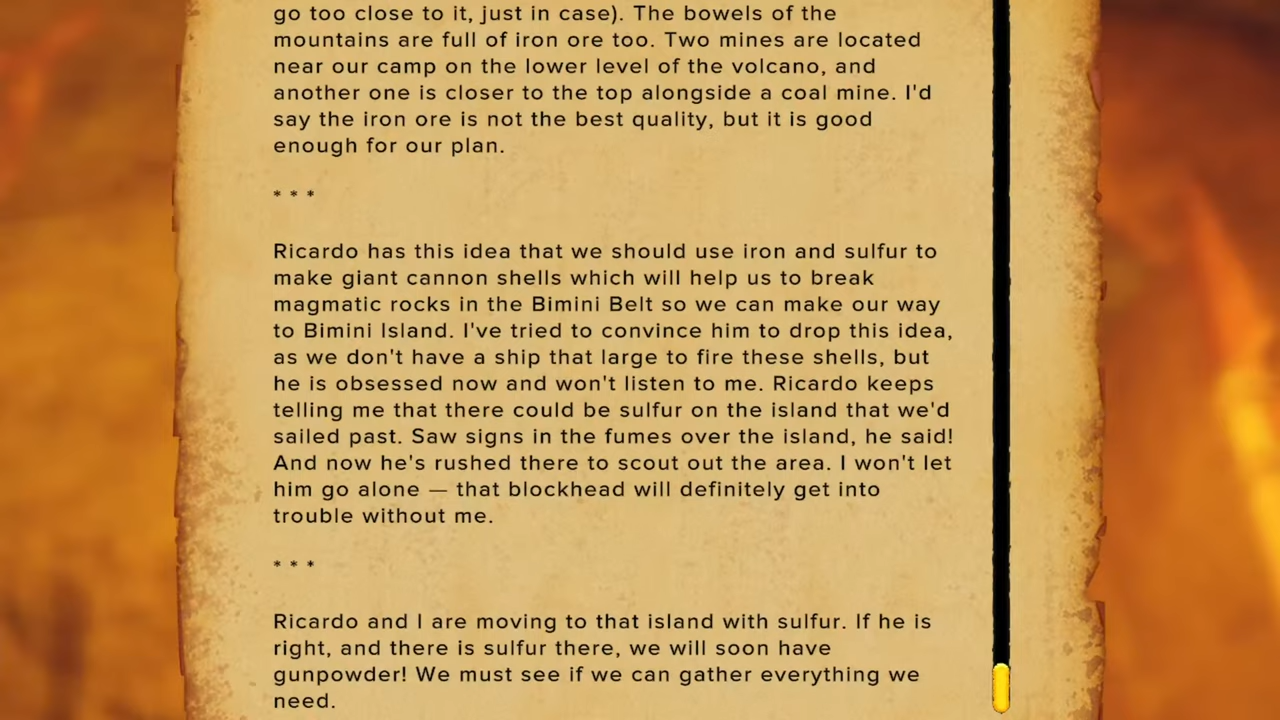 go too close to it, just in case). The bowels of the
mountains are full of iron ore too. Two mines are located
near our camp on the lower level of the volcano, and
another one is closer to the top alongside a coal mine. I'd
say the iron ore is not the best quality, but it is good
enough for our plan.
* * *
Ricardo has this idea that we should use iron and sulfur to
make giant cannon shells which will help us to break
magmatic rocks in the Bimini Belt so we can make our way
to Bimini Island. I've tried to convince him to drop this idea,
as we don't have a ship that large to fire these shells, but
he is obsessed now and won't listen to me. Ricardo keeps
telling me that there could be sulfur on the island that we'd
sailed past. Saw signs in the fumes over the island, he said!
And now he's rushed there to scout out the area. I won't let
him go alone — that blockhead will definitely get into
trouble without me.
* * *
Ricardo and I are moving to that island with sulfur. If he is
right, and there is sulfur there, we will soon have
gunpowder! We must see if we can gather everything we
need.